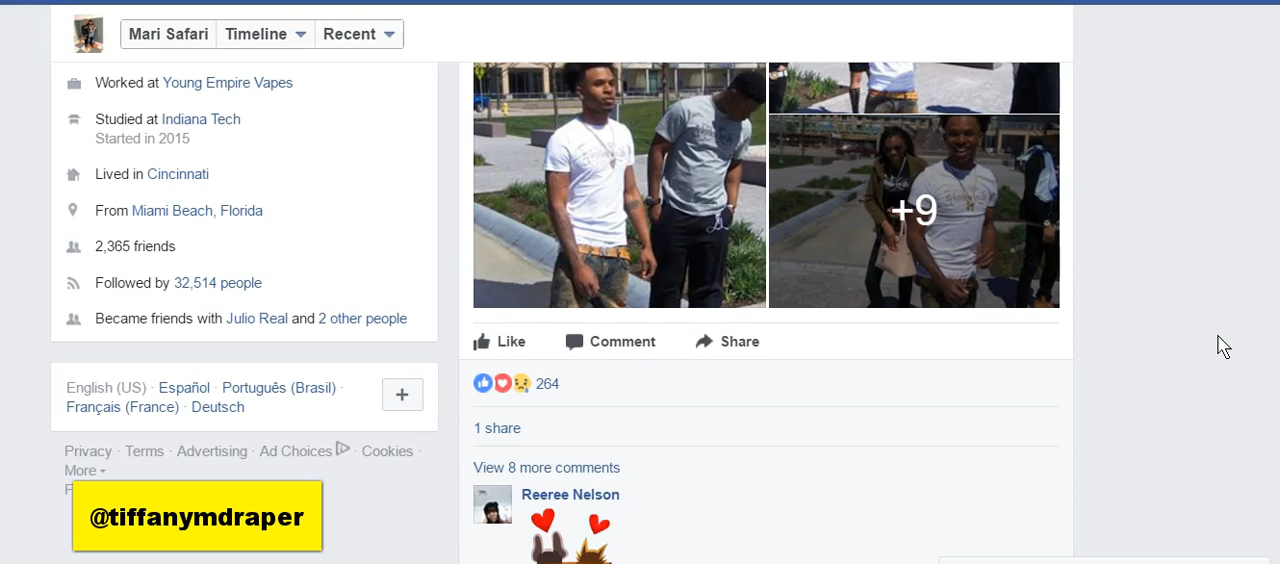 Mari Safari Timeline Recent
Worked at Young Empire Vapes
Studied at Indiana Tech
Started in 2015
Lived in Cincinnati
From Miami Beach, Florida
2,365 friends
Followed by 32,514 people
Became friends with Julio Real and 2 other people
English (US) · Español · Português (Brasil) ·
Français (France) · Deutsch
+
Privacy · Terms · Advertising · Ad Choices · Cookies ·
More
@tiffanymdraper
+9
Like Comment Share
264
1 share
View 8 more comments
Reeree Nelson